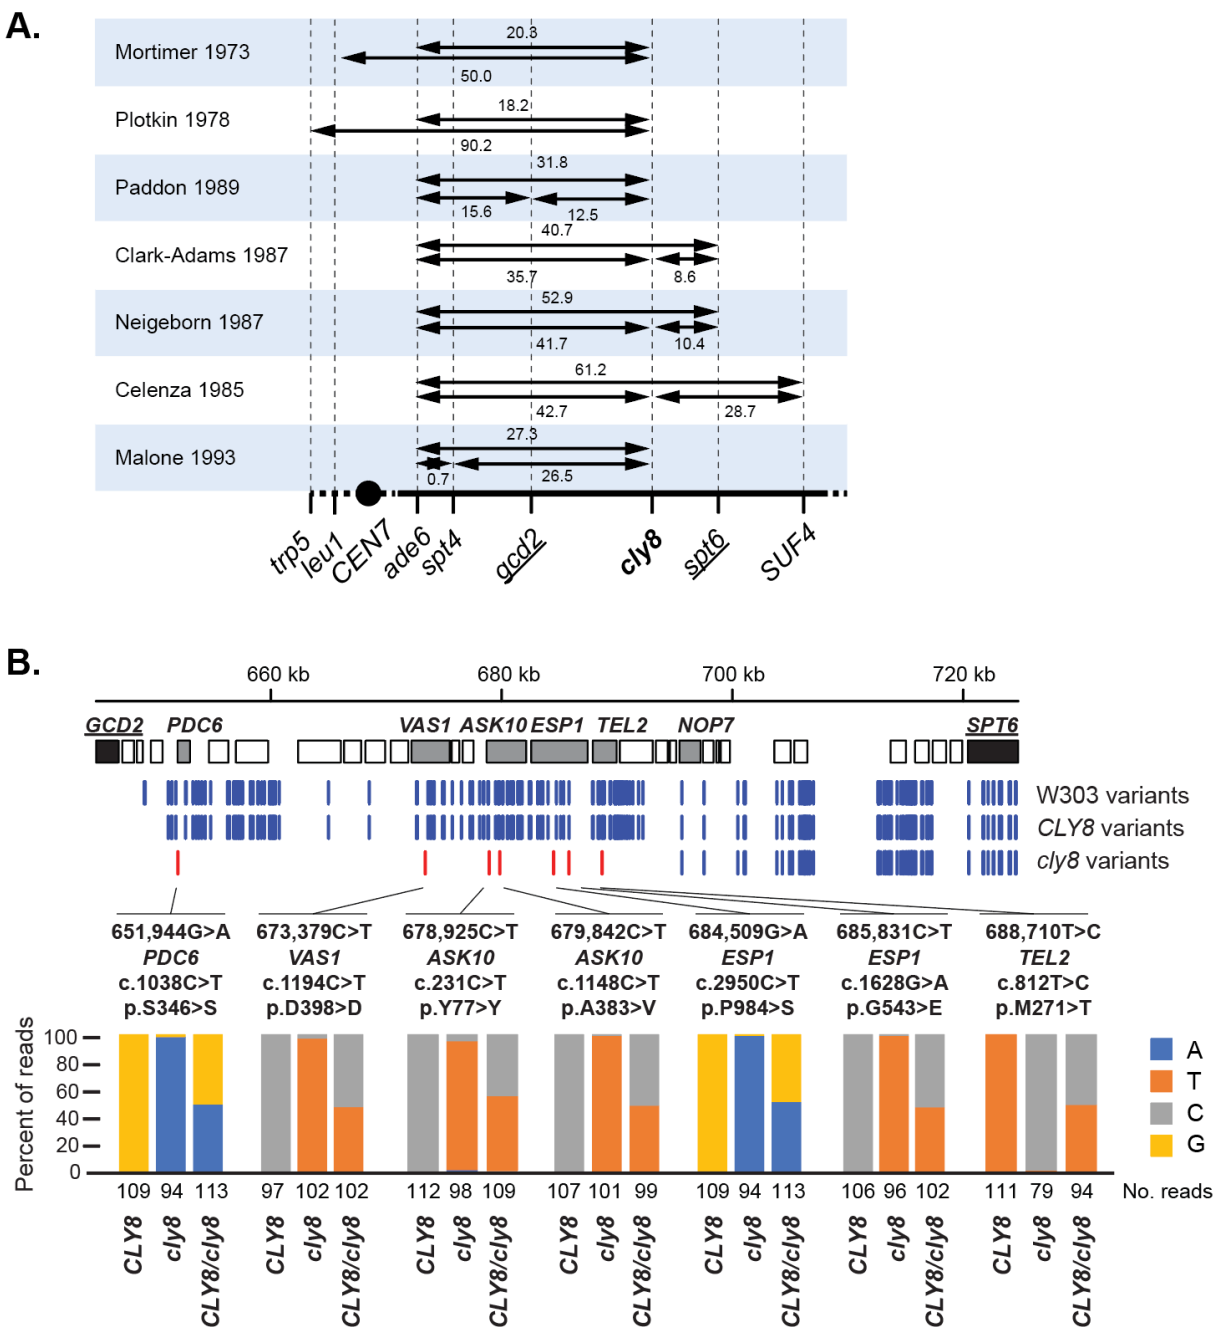 A.
Mortimer 1973
20.3
50.0
Plotkin 1978
18.2
90.2
Paddon 1989
31.8
15.6 12.5
Clark-Adams 1987
40.7
35.7 8.6
Neigeborn 1987
52.9
41.7 10.4
Celenza 1985
61.2
42.7 28.7
Malone 1993
27.3
0.7 26.5
trp5 leu1 CEN7 ade6 spt4 gcd2 cly8 spt6 SUF4
B.
660 kb 680 kb 700 kb 720 kb
GCD2 PDC6 VAS1 ASK10 ESP1 TEL2 NOP7 SPT6
W303 variants
CLY8 variants
cly8 variants
651,944G>A 673,379C>T 678,925C>T 679,842C>T 684,509G>A 685,831C>T 688,710T>C
PDC6 VAS1 ASK10 ASK10 ESP1 ESP1 TEL2
c.1038C>T c.1194C>T c.231C>T c.1148C>T c.2950C>T c.1628G>A c.812T>C
p.S346>S p.D398>D p.Y77>Y p.A383>V p.P984>S p.G543>E p.M271>T
Percent of reads
100
80
60
40
20
0
A
T
C
G
109 94 113 97 102 102 112 98 109 107 101 99 109 94 113 106 96 102 111 79 94 No. reads
CLY8 cly8 CLY8/cly8 CLY8 cly8 CLY8/cly8 CLY8 cly8 CLY8/cly8 CLY8 cly8 CLY8/cly8 CLY8 cly8 CLY8/cly8 CLY8 cly8 CLY8/cly8 CLY8 cly8 CLY8/cly8